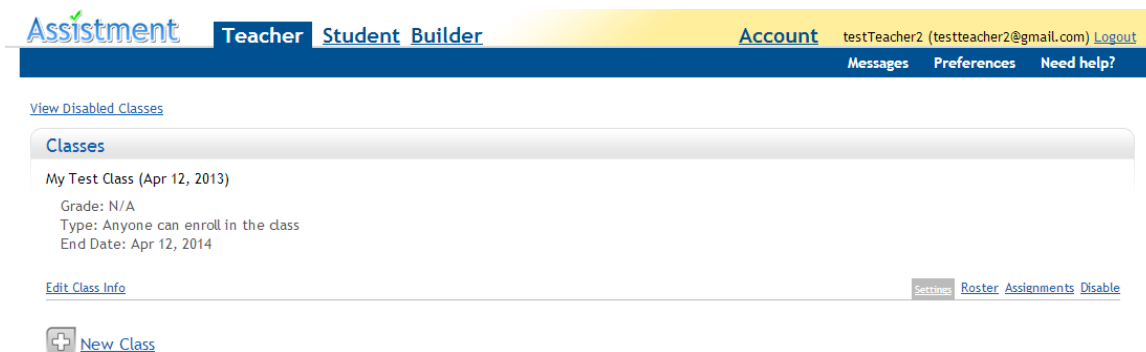 Assistment Teacher Student Builder Account testTeacher2 (testteacher2@gmail.com) Logout
Messages Preferences Need help?
View Disabled Classes
Classes
My Test Class (Apr 12, 2013)
Grade: N/A
Type: Anyone can enroll in the class
End Date: Apr 12, 2014
Edit Class Info Settings Roster Assignments Disable
New Class